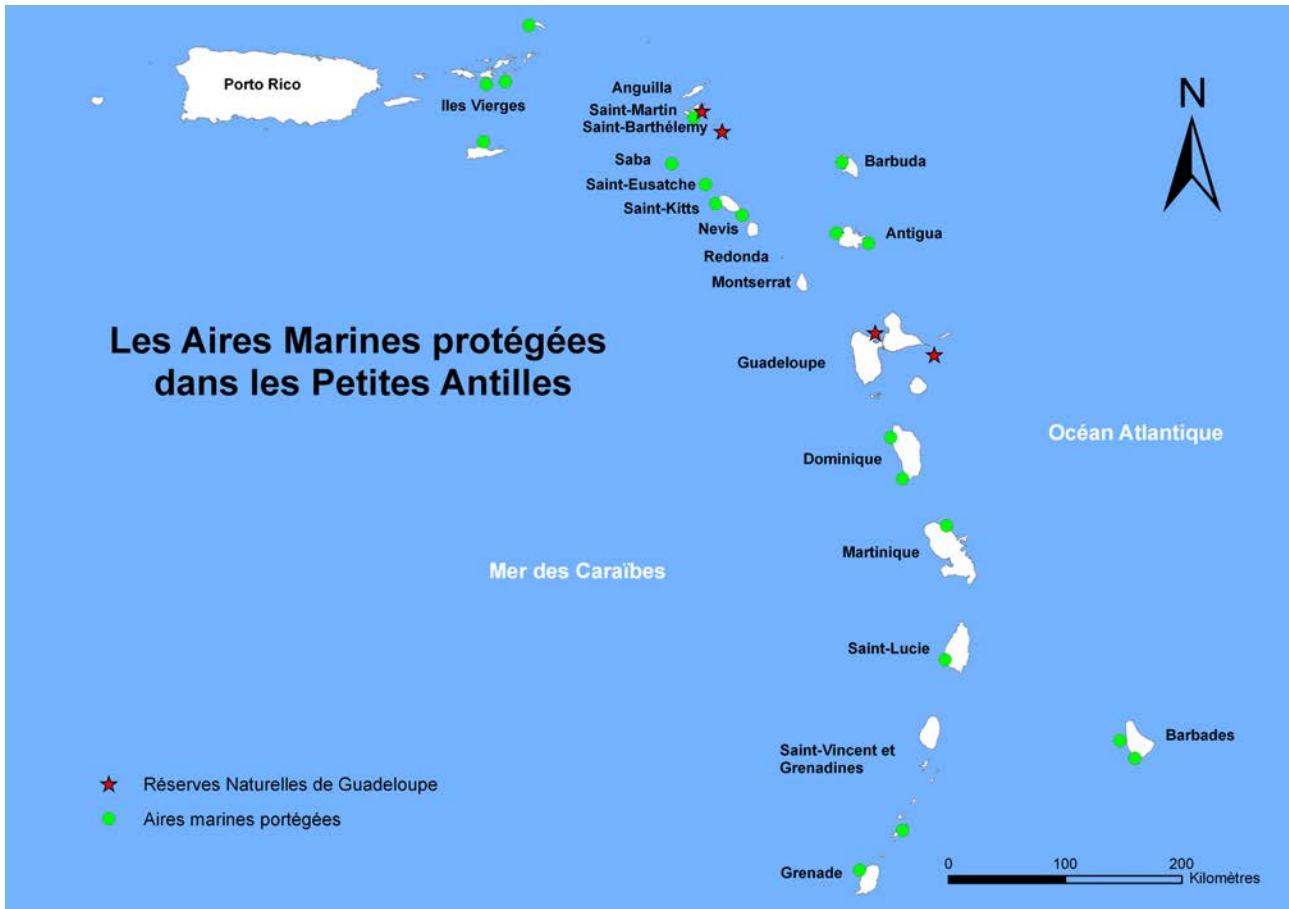 Porto Rico
Iles Vierges
Anguilla
Saint-Martin
Saint-Barthélemy
Saba
Saint-Eusatche
Saint-Kitts
Nevis
Redonda
Montserrat
Barbuda
Antigua
N
Les Aires Marines protégées
dans les Petites Antilles
Guadeloupe
Océan Atlantique
Dominique
Martinique
Mer des Caraïbes
Saint-Lucie
Saint-Vincent et
Grenadines
Barbades
Réserves Naturelles de Guadeloupe
Aires marines portégées
Grenade
0 100 200
Kilomètres